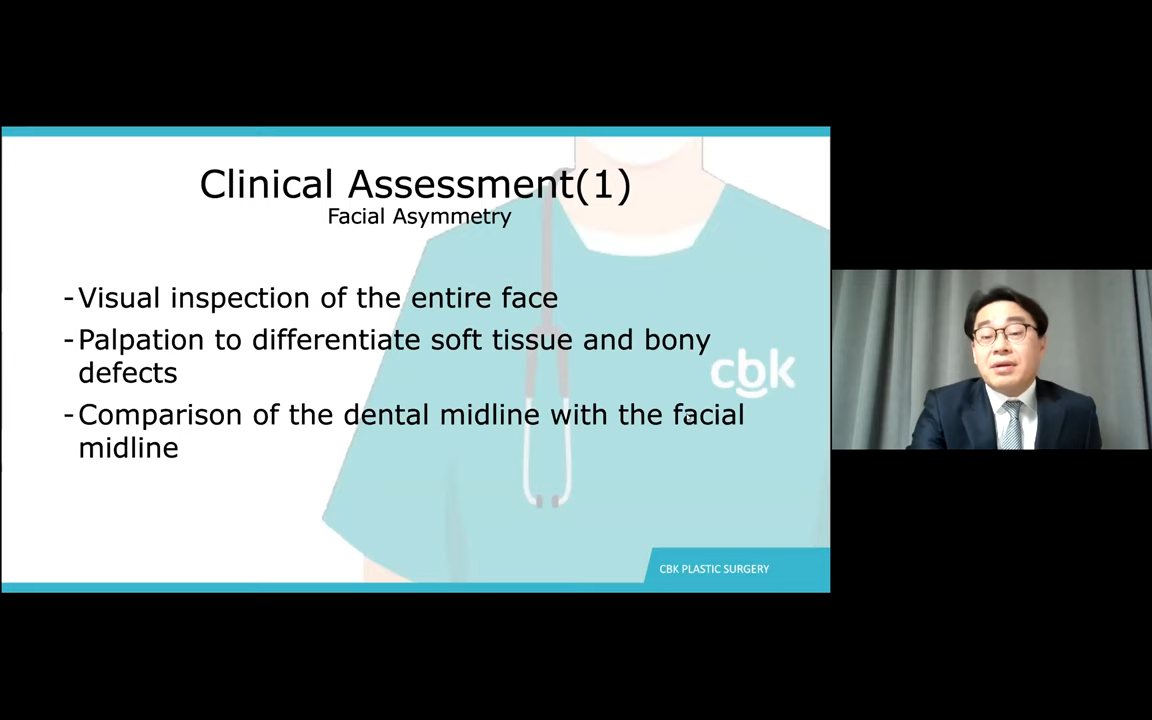 Clinical Assessment(1)
Facial Asymmetry
-Visual inspection of the entire face
-Palpation to differentiate soft tissue and bony
defects
-Comparison of the dental midline with the facial
midline
cbk
CBK PLASTIC SURGERY